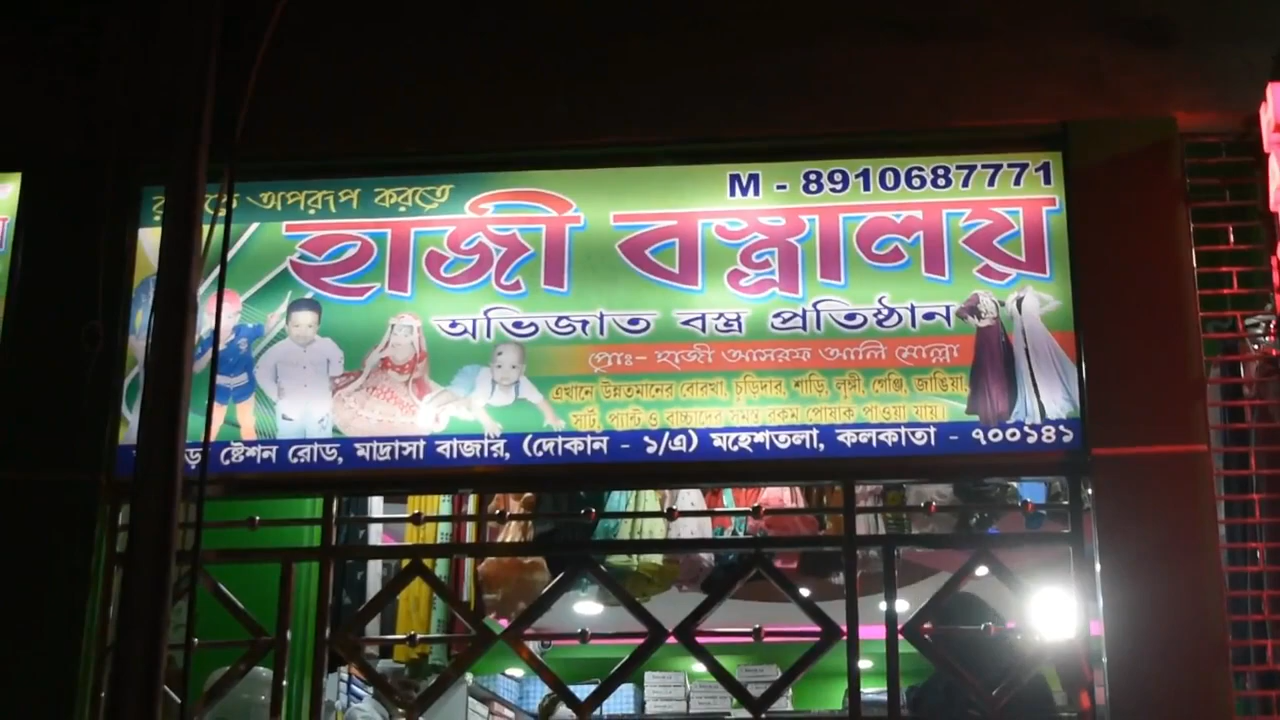 অপরূপ করতে
M - 8910687771
হাজী বস্ত্রালয়
অভিজাত বস্ত্র প্রতিষ্ঠান
প্রোঃ- হাজী আসরফ আলি মোল্লা
এখানে উন্নতমানের বোরখা, চুড়িদার, শাড়ি, লুঙ্গী, গেঞ্জি, জাঙিয়া,
সার্ট, প্যান্ট ও বাচ্চাদের সমস্ত রকম পোষাক পাওয়া যায়।
ষ্টেশন রোড, মাদ্রাসা বাজার, (দোকান - ১/এ) মহেশতলা, কলকাতা - ৭০০১৪১